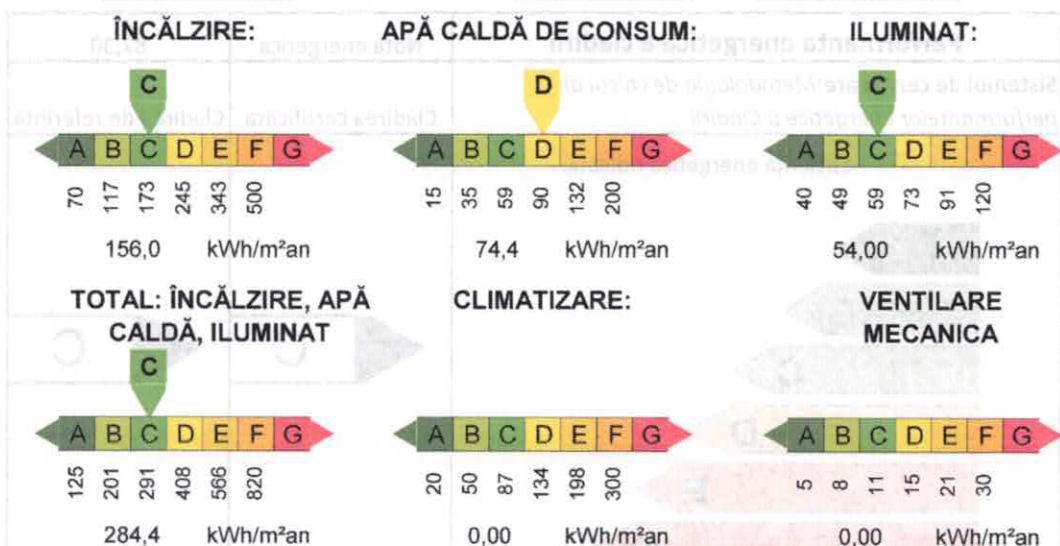 ÎNCĂLZIRE:
C
A B C D E F G
70 117 173 245 343 500
156,0 kWh/m²an
APĂ CALDĂ DE CONSUM:
D
A B C D E F G
15 35 59 90 132 200
74,4 kWh/m²an
ILUMINAT:
C
A B C D E F G
40 49 59 73 91 120
54,00 kWh/m²an
TOTAL: ÎNCĂLZIRE, APĂ
CALDĂ, ILUMINAT
C
A B C D E F G
125 201 291 408 566 820
284,4 kWh/m²an
CLIMATIZARE:
A B C D E F G
20 50 87 134 198 300
0,00 kWh/m²an
VENTILARE
MECANICA
A B C D E F G
5 8 11 15 21 30
0,00 kWh/m²an